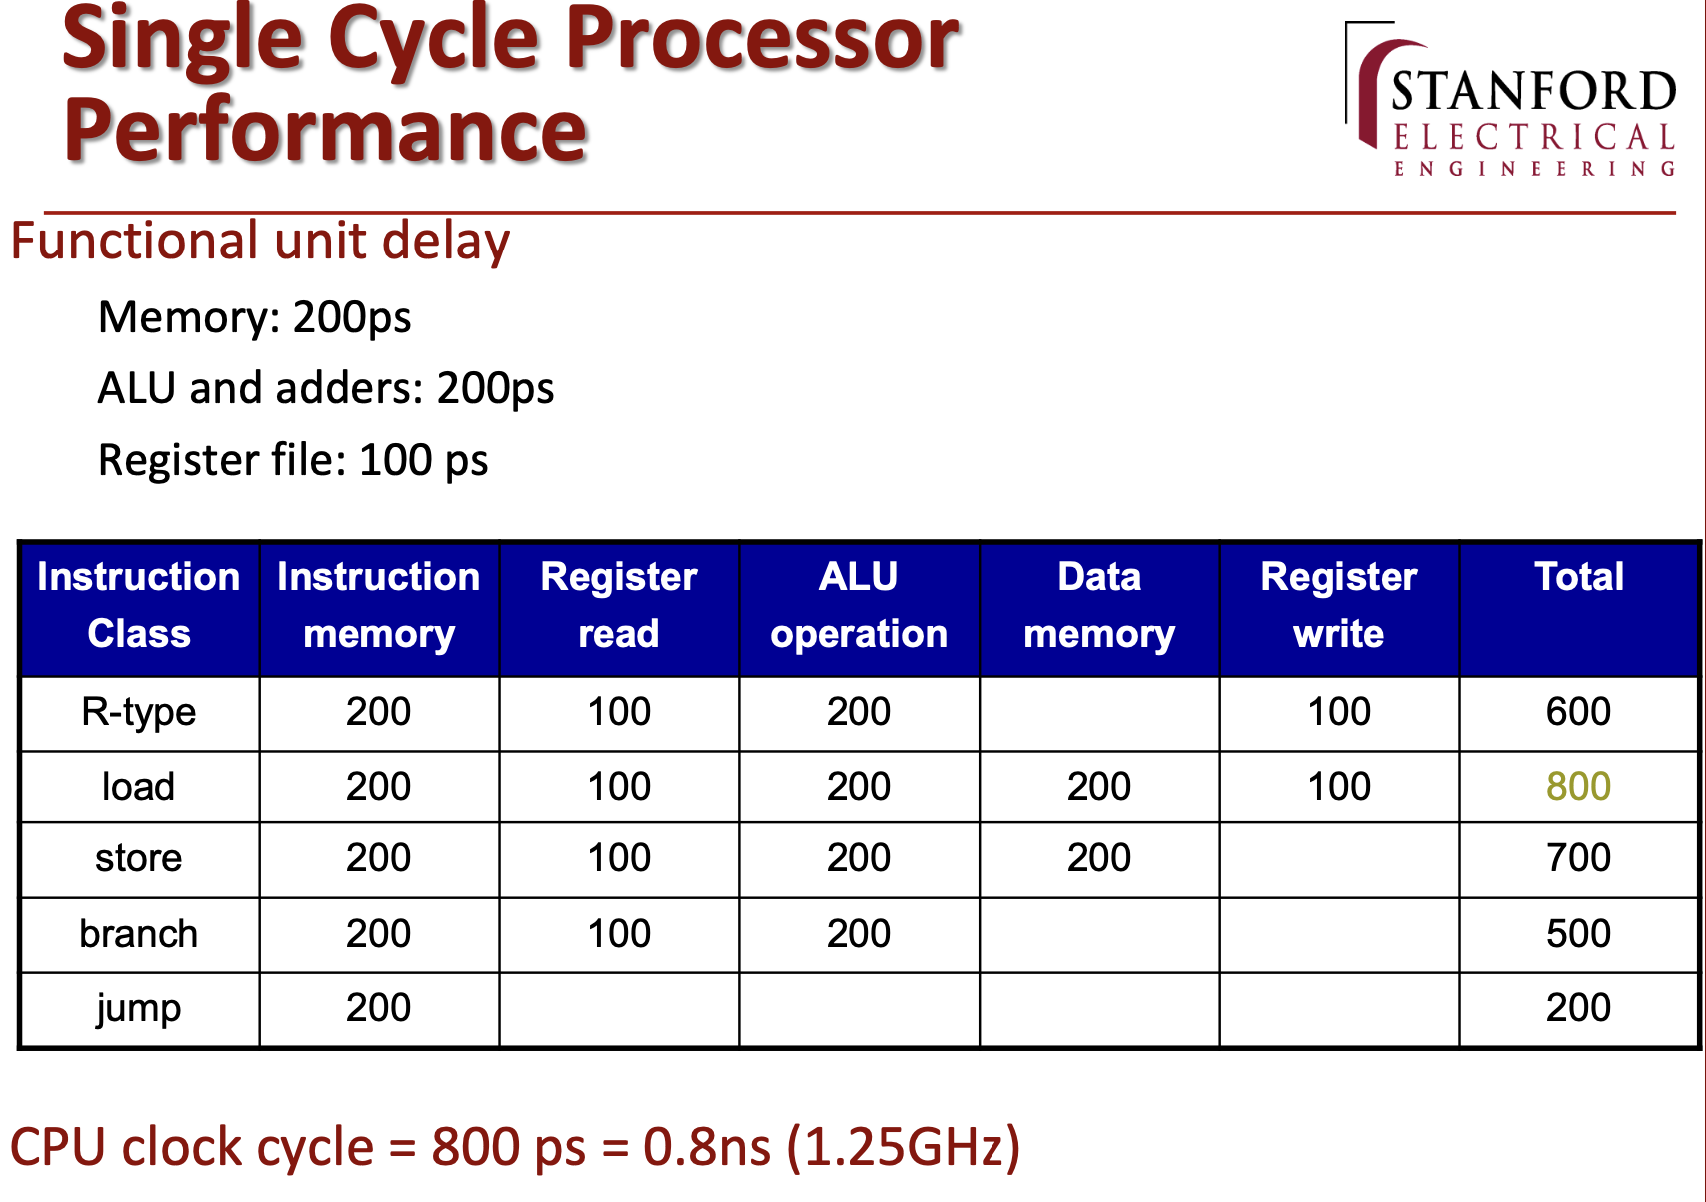 Single Cycle Processor
Performance
STANFORD
ELECTRICAL
ENGINEERING
Functional unit delay
Memory: 200ps
ALU and adders: 200ps
Register file: 100 ps
Instruction Class Instruction memory Register read ALU operation Data memory Register write Total
R-type 200 100 200 100 600
load 200 100 200 200 100 800
store 200 100 200 200 700
branch 200 100 200 500
jump 200 200
CPU clock cycle = 800 ps = 0.8ns (1.25GHz)